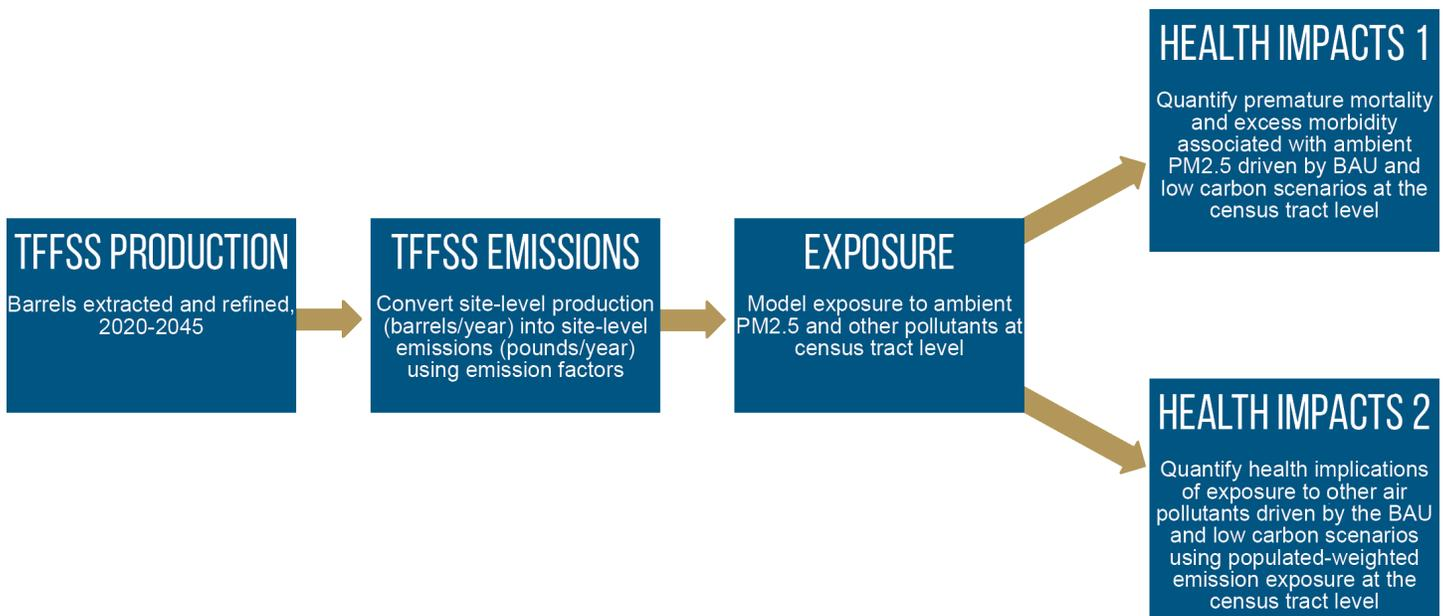 TFFSS PRODUCTION
Barrels extracted and refined,
2020-2045
TFFSS EMISSIONS
Convert site-level production
(barrels/year) into site-level
emissions (pounds/year)
using emission factors
EXPOSURE
Model exposure to ambient
PM2.5 and other pollutants at
census tract level
HEALTH IMPACTS 1
Quantify premature mortality
and excess morbidity
associated with ambient
PM2.5 driven by BAU and
low carbon scenarios at the
census tract level
HEALTH IMPACTS 2
Quantify health implications
of exposure to other air
pollutants driven by the BAU
and low carbon scenarios
using populated-weighted
emission exposure at the
census tract level